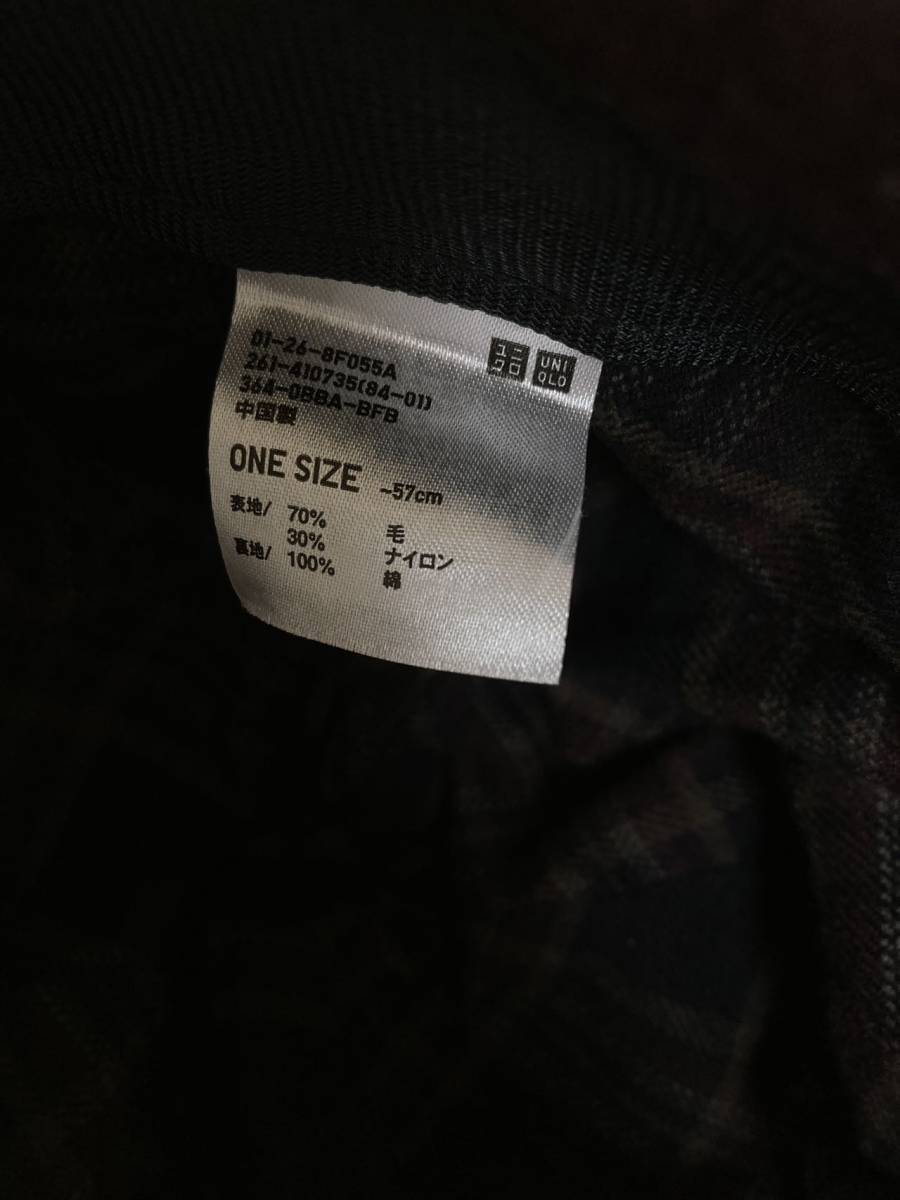 ユニクロ UNIQLO
01-26-8F055A
261-410735(84-01)
364-0BBA-BFB
中国製
ONE SIZE ~57cm
表地/ 70% 毛
30% ナイロン
裏地/ 100% 綿